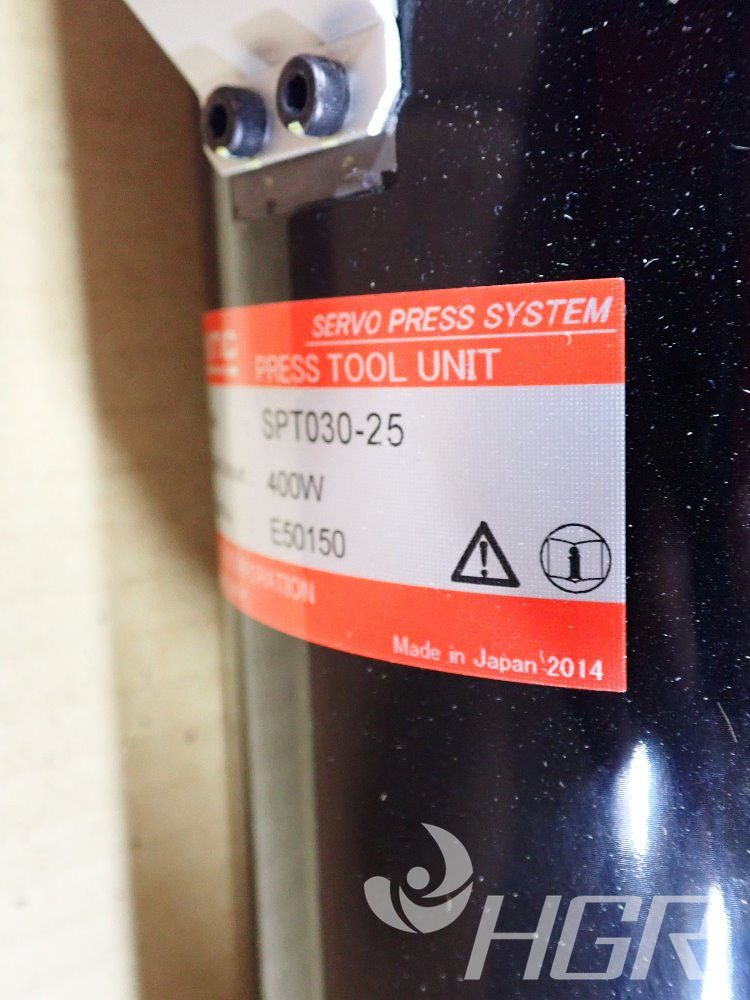 SERVO PRESS SYSTEM
PRESS TOOL UNIT
SPT030-25
400W
E50150
Made in Japan 2014
HGR